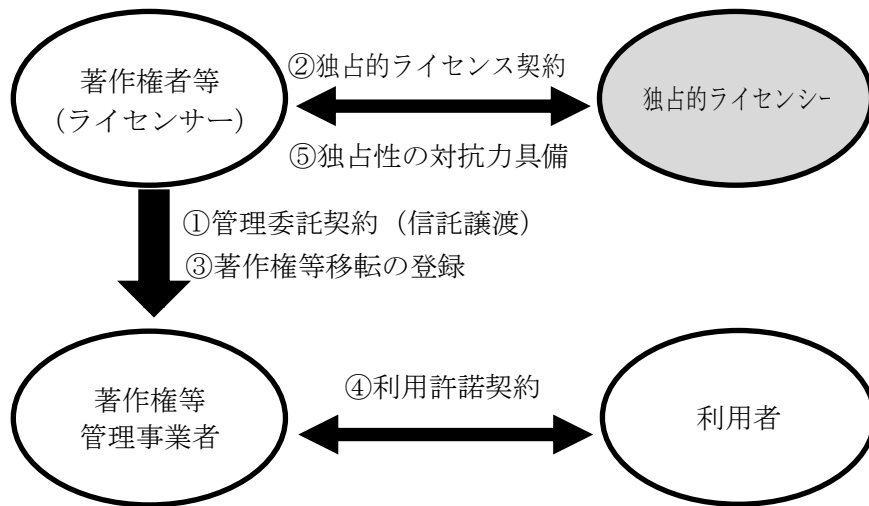 著作権者等
（ライセンサー）
②独占的ライセンス契約
⑤独占性の対抗力具備
独占的ライセンシー
①管理委託契約（信託譲渡）
③著作権等移転の登録
著作権等
管理事業者
④利用許諾契約
利用者